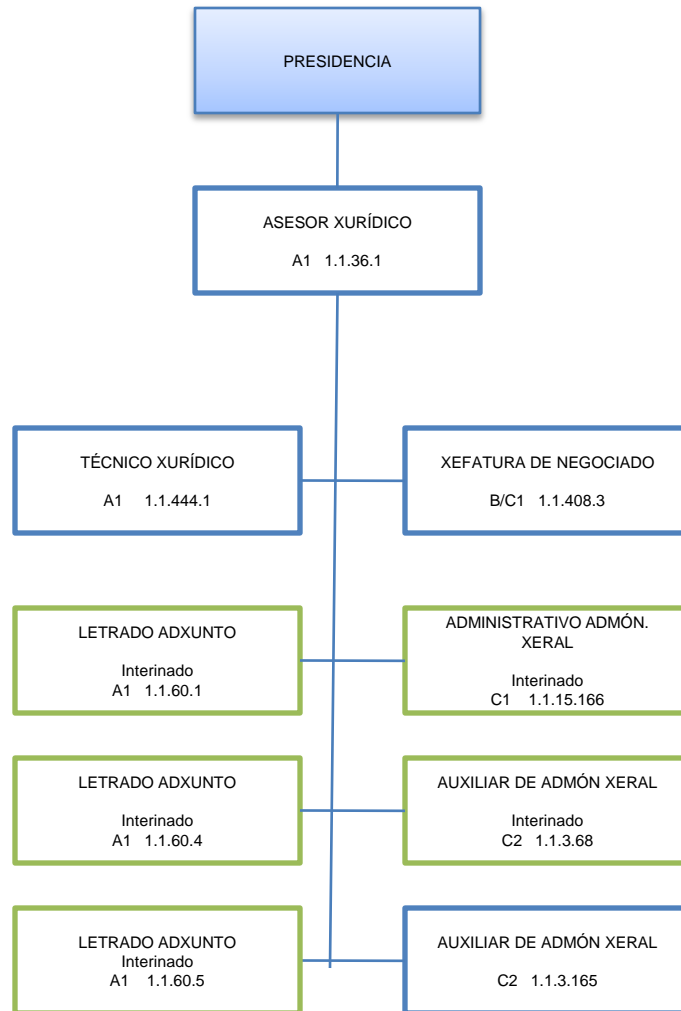 PRESIDENCIA
ASESOR XURÍDICO
A1 1.1.36.1
TÉCNICO XURÍDICO
A1 1.1.444.1
XEFATURA DE NEGOCIADO
B/C1 1.1.408.3
LETRADO ADXUNTO
Interinado
A1 1.1.60.1
ADMINISTRATIVO ADMÓN.
XERAL
Interinado
C1 1.1.15.166
LETRADO ADXUNTO
Interinado
A1 1.1.60.4
AUXILIAR DE ADMÓN XERAL
Interinado
C2 1.1.3.68
LETRADO ADXUNTO
Interinado
A1 1.1.60.5
AUXILIAR DE ADMÓN XERAL
C2 1.1.3.165